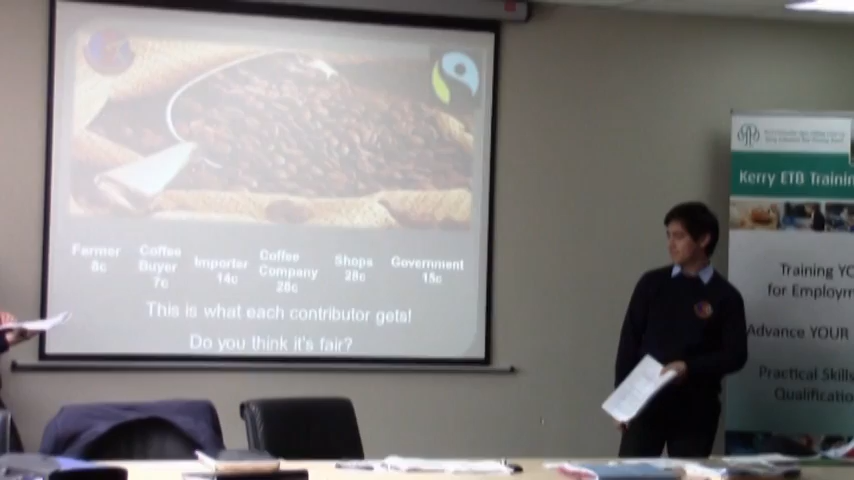 Farmer
8c
Coffee
Buyer
7c
Importer
14c
Coffee
Company
28c
Shops
28c
Government
15c
This is what each contributor gets!
Do you think it's fair?
Kerry ETB Trainin
Training YO
for Employm
Advance YOUR
Practical Skills
Qualificatio